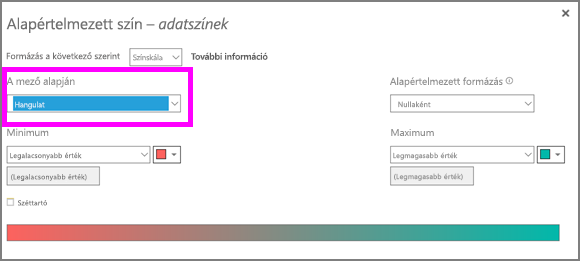 Alapértelmezett szín – adatszínek
Formázás a következő szerint Színskála További információ
A mező alapján Alapértelmezett formázás
Hangulat Nullaként
Minimum Maximum
Legalacsonyabb érték Legmagasabb érték
(Legalacsonyabb érték) (Legmagasabb érték)
Széttartó